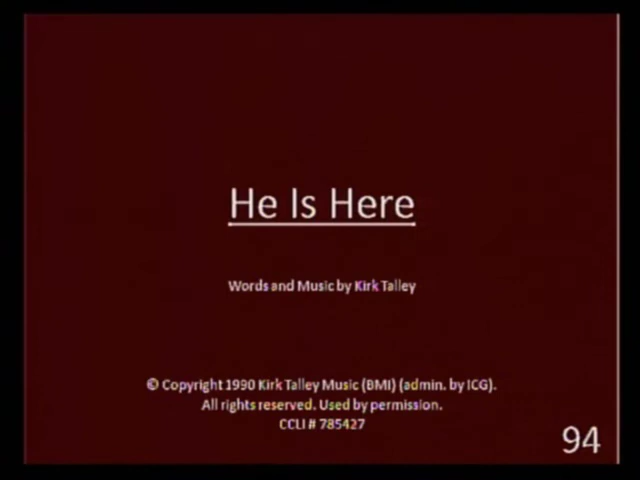 He Is Here
Words and Music by Kirk Talley
© Copyright 1990 Kirk Talley Music (BMI) (admin. by ICG).
All rights reserved. Used by permission.
CCLI # 785427
94